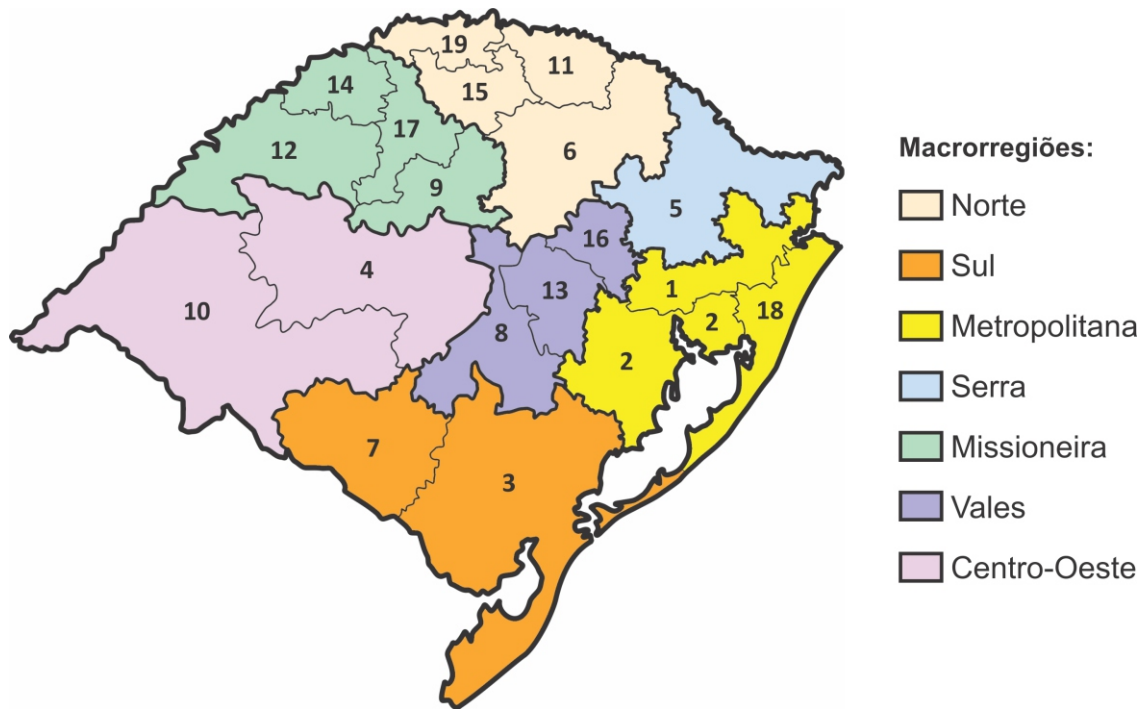 19
11
14
15
17
12
6
9
5
16
4
13
1
10
18
2
8
2
7
3
Macrorregiões:
Norte
Sul
Metropolitana
Serra
Missioneira
Vales
Centro-Oeste